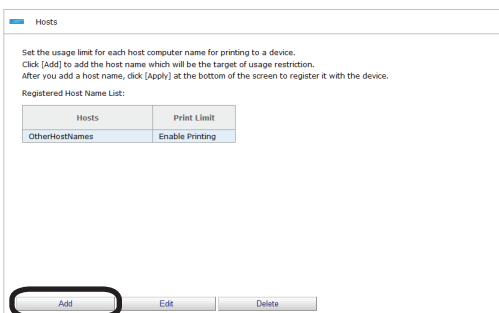 Hosts
Set the usage limit for each host computer name for printing to a device.
Click [Add] to add the host name which will be the target of usage restriction.
After you add a host name, click [Apply] at the bottom of the screen to register it with the device.
Registered Host Name List:
Hosts Print Limit
OtherHostNames Enable Printing
Add Edit Delete